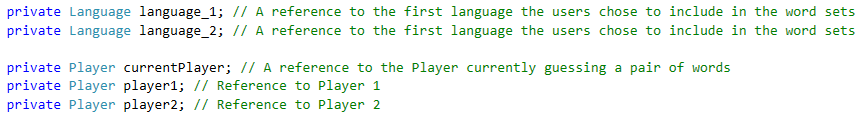 private Language language_1; // A reference to the first language the users chose to include in the word sets
private Language language_2; // A reference to the first language the users chose to include in the word sets
private Player currentPlayer; // A reference to the Player currently guessing a pair of words
private Player player1; // Reference to Player 1
private Player player2; // Reference to Player 2